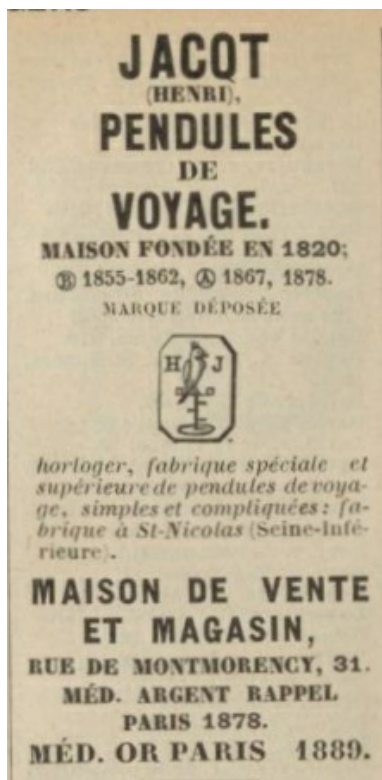 JACOT
(HENRI),
PENDULES
DE
VOYAGE.
MAISON FONDÉE EN 1820;
Ⓑ 1855-1862, Ⓐ 1867, 1878.
MARQUE DÉPOSÉE
H J
horloger, fabrique spéciale et
supérieure de pendules de voya-
ge, simples et compliquées: fa-
brique à St-Nicolas (Seine-Infé-
rieure).
MAISON DE VENTE
ET MAGASIN,
RUE DE MONTMORENCY, 31.
MÉD. ARGENT RAPPEL
PARIS 1878.
MÉD. OR PARIS 1889.